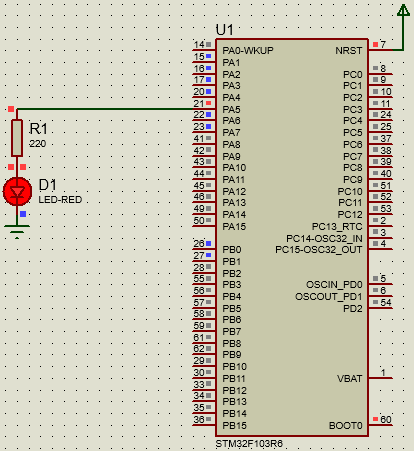 U1
14 PA0-WKUP NRST 7
15 PA1
16 PA2 PC0 8
17 PA3 PC1 9
20 PA4 PC2 10
21 PA5 PC3 11
22 PA6 PC4 24
23 PA7 PC5 25
41 PA8 PC6 37
42 PA9 PC7 38
43 PA10 PC8 39
44 PA11 PC9 40
45 PA12 PC10 51
46 PA13 PC11 52
49 PA14 PC12 53
50 PA15 PC13_RTC 2
PC14-OSC32_IN 3
26 PB0 PC15-OSC32_OUT 4
27 PB1
28 PB2
55 PB3 OSCIN_PD0 5
56 PB4 OSCOUT_PD1 6
57 PB5 PD2 54
58 PB6
59 PB7
61 PB8
62 PB9
29 PB10
30 PB11 VBAT 1
33 PB12
34 PB13
35 PB14
36 PB15 BOOT0 60
STM32F103R6
R1
220
D1
LED-RED